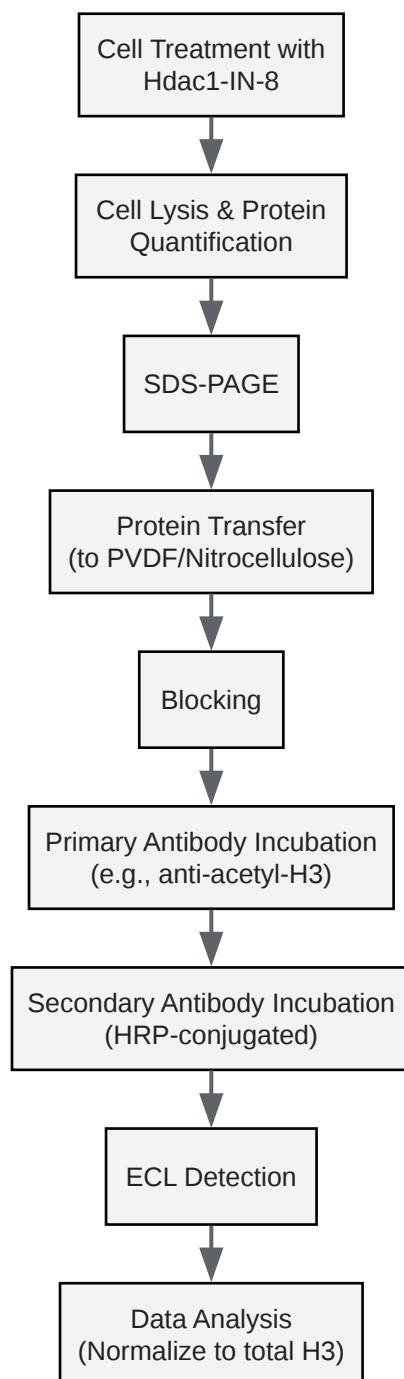 Cell Treatment with
Hdac1-IN-8
Cell Lysis & Protein
Quantification
SDS-PAGE
Protein Transfer
(to PVDF/Nitrocellulose)
Blocking
Primary Antibody Incubation
(e.g., anti-acetyl-H3)
Secondary Antibody Incubation
(HRP-conjugated)
ECL Detection
Data Analysis
(Normalize to total H3)